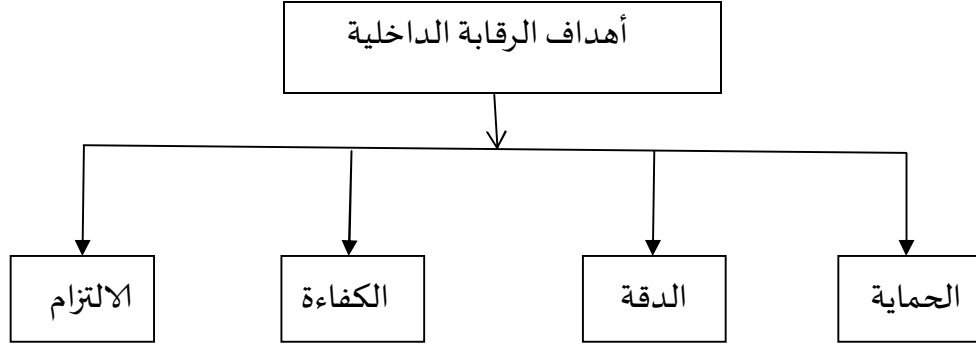 أهداف الرقابة الداخلية
الحماية
الدقة
الكفاءة
الالتزام